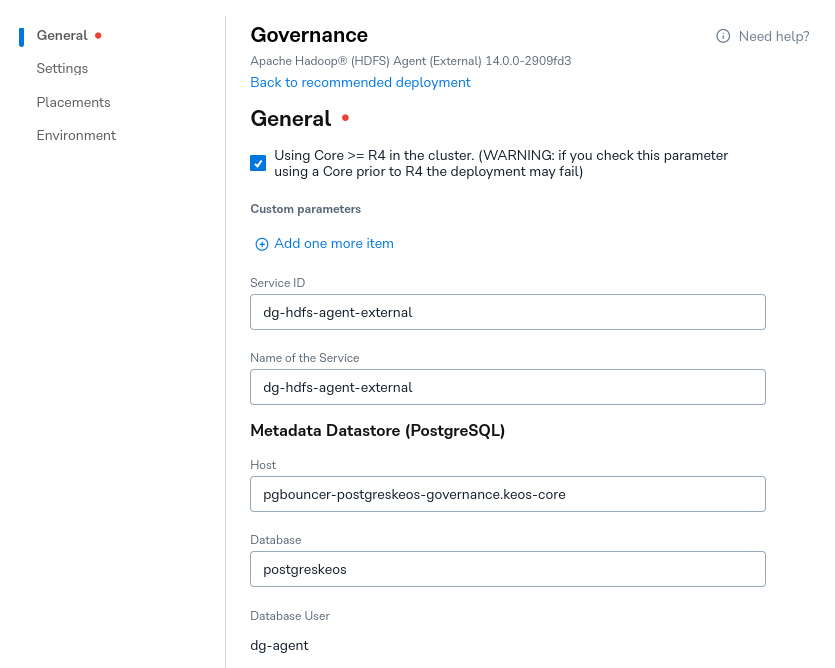 General
Settings
Placements
Environment
Governance
Need help?
Apache Hadoop® (HDFS) Agent (External) 14.0.0-2909fd3
Back to recommended deployment
General
Using Core >= R4 in the cluster. (WARNING: if you check this parameter
using a Core prior to R4 the deployment may fail)
Custom parameters
Add one more item
Service ID
dg-hdfs-agent-external
Name of the Service
dg-hdfs-agent-external
Metadata Datastore (PostgreSQL)
Host
pgbouncer-postgreskeos-governance.keos-core
Database
postgreskeos
Database User
dg-agent